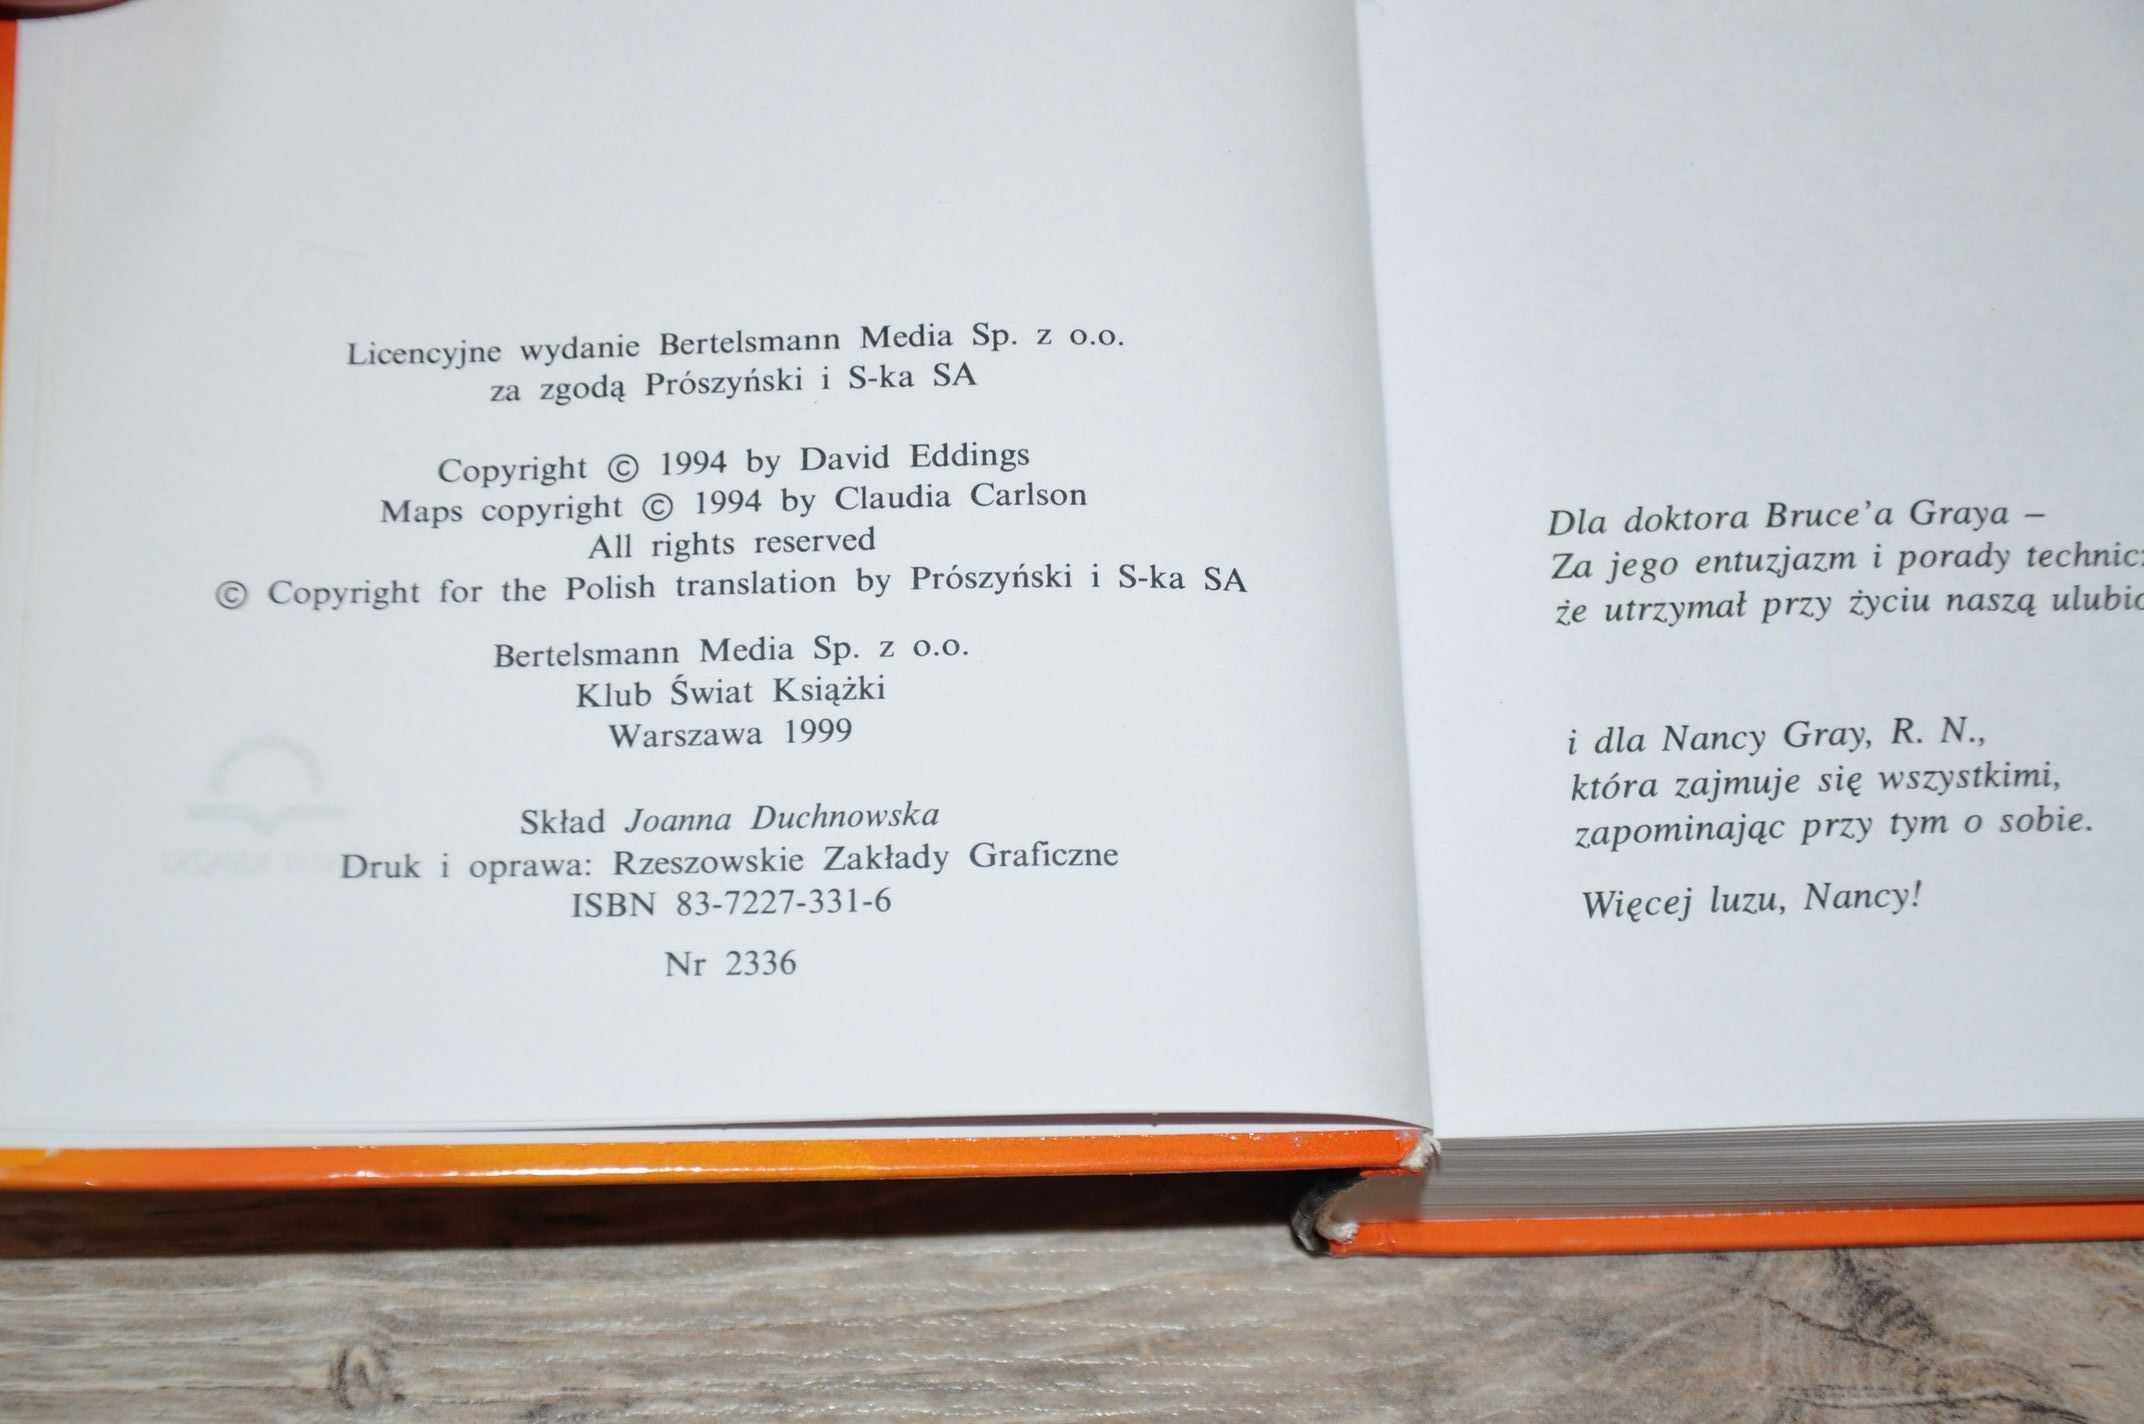 Licencyjne wydanie Bertelsmann Media Sp. z o.o.
za zgodą Prószyński i S-ka SA
Copyright © 1994 by David Eddings
Maps copyright © 1994 by Claudia Carlson
All rights reserved
© Copyright for the Polish translation by Prószyński i S-ka SA
Bertelsmann Media Sp. z o.o.
Klub Świat Książki
Warszawa 1999
Skład Joanna Duchnowska
Druk i oprawa: Rzeszowskie Zakłady Graficzne
ISBN 83-7227-331-6
Nr 2336
Dla doktora Bruce'a Graya –
Za jego entuzjazm i porady
że utrzymał przy życiu naszą
i dla Nancy Gray, R. N.,
która zajmuje się wszystkimi,
zapominając przy tym o sobie.
Więcej luzu, Nancy!